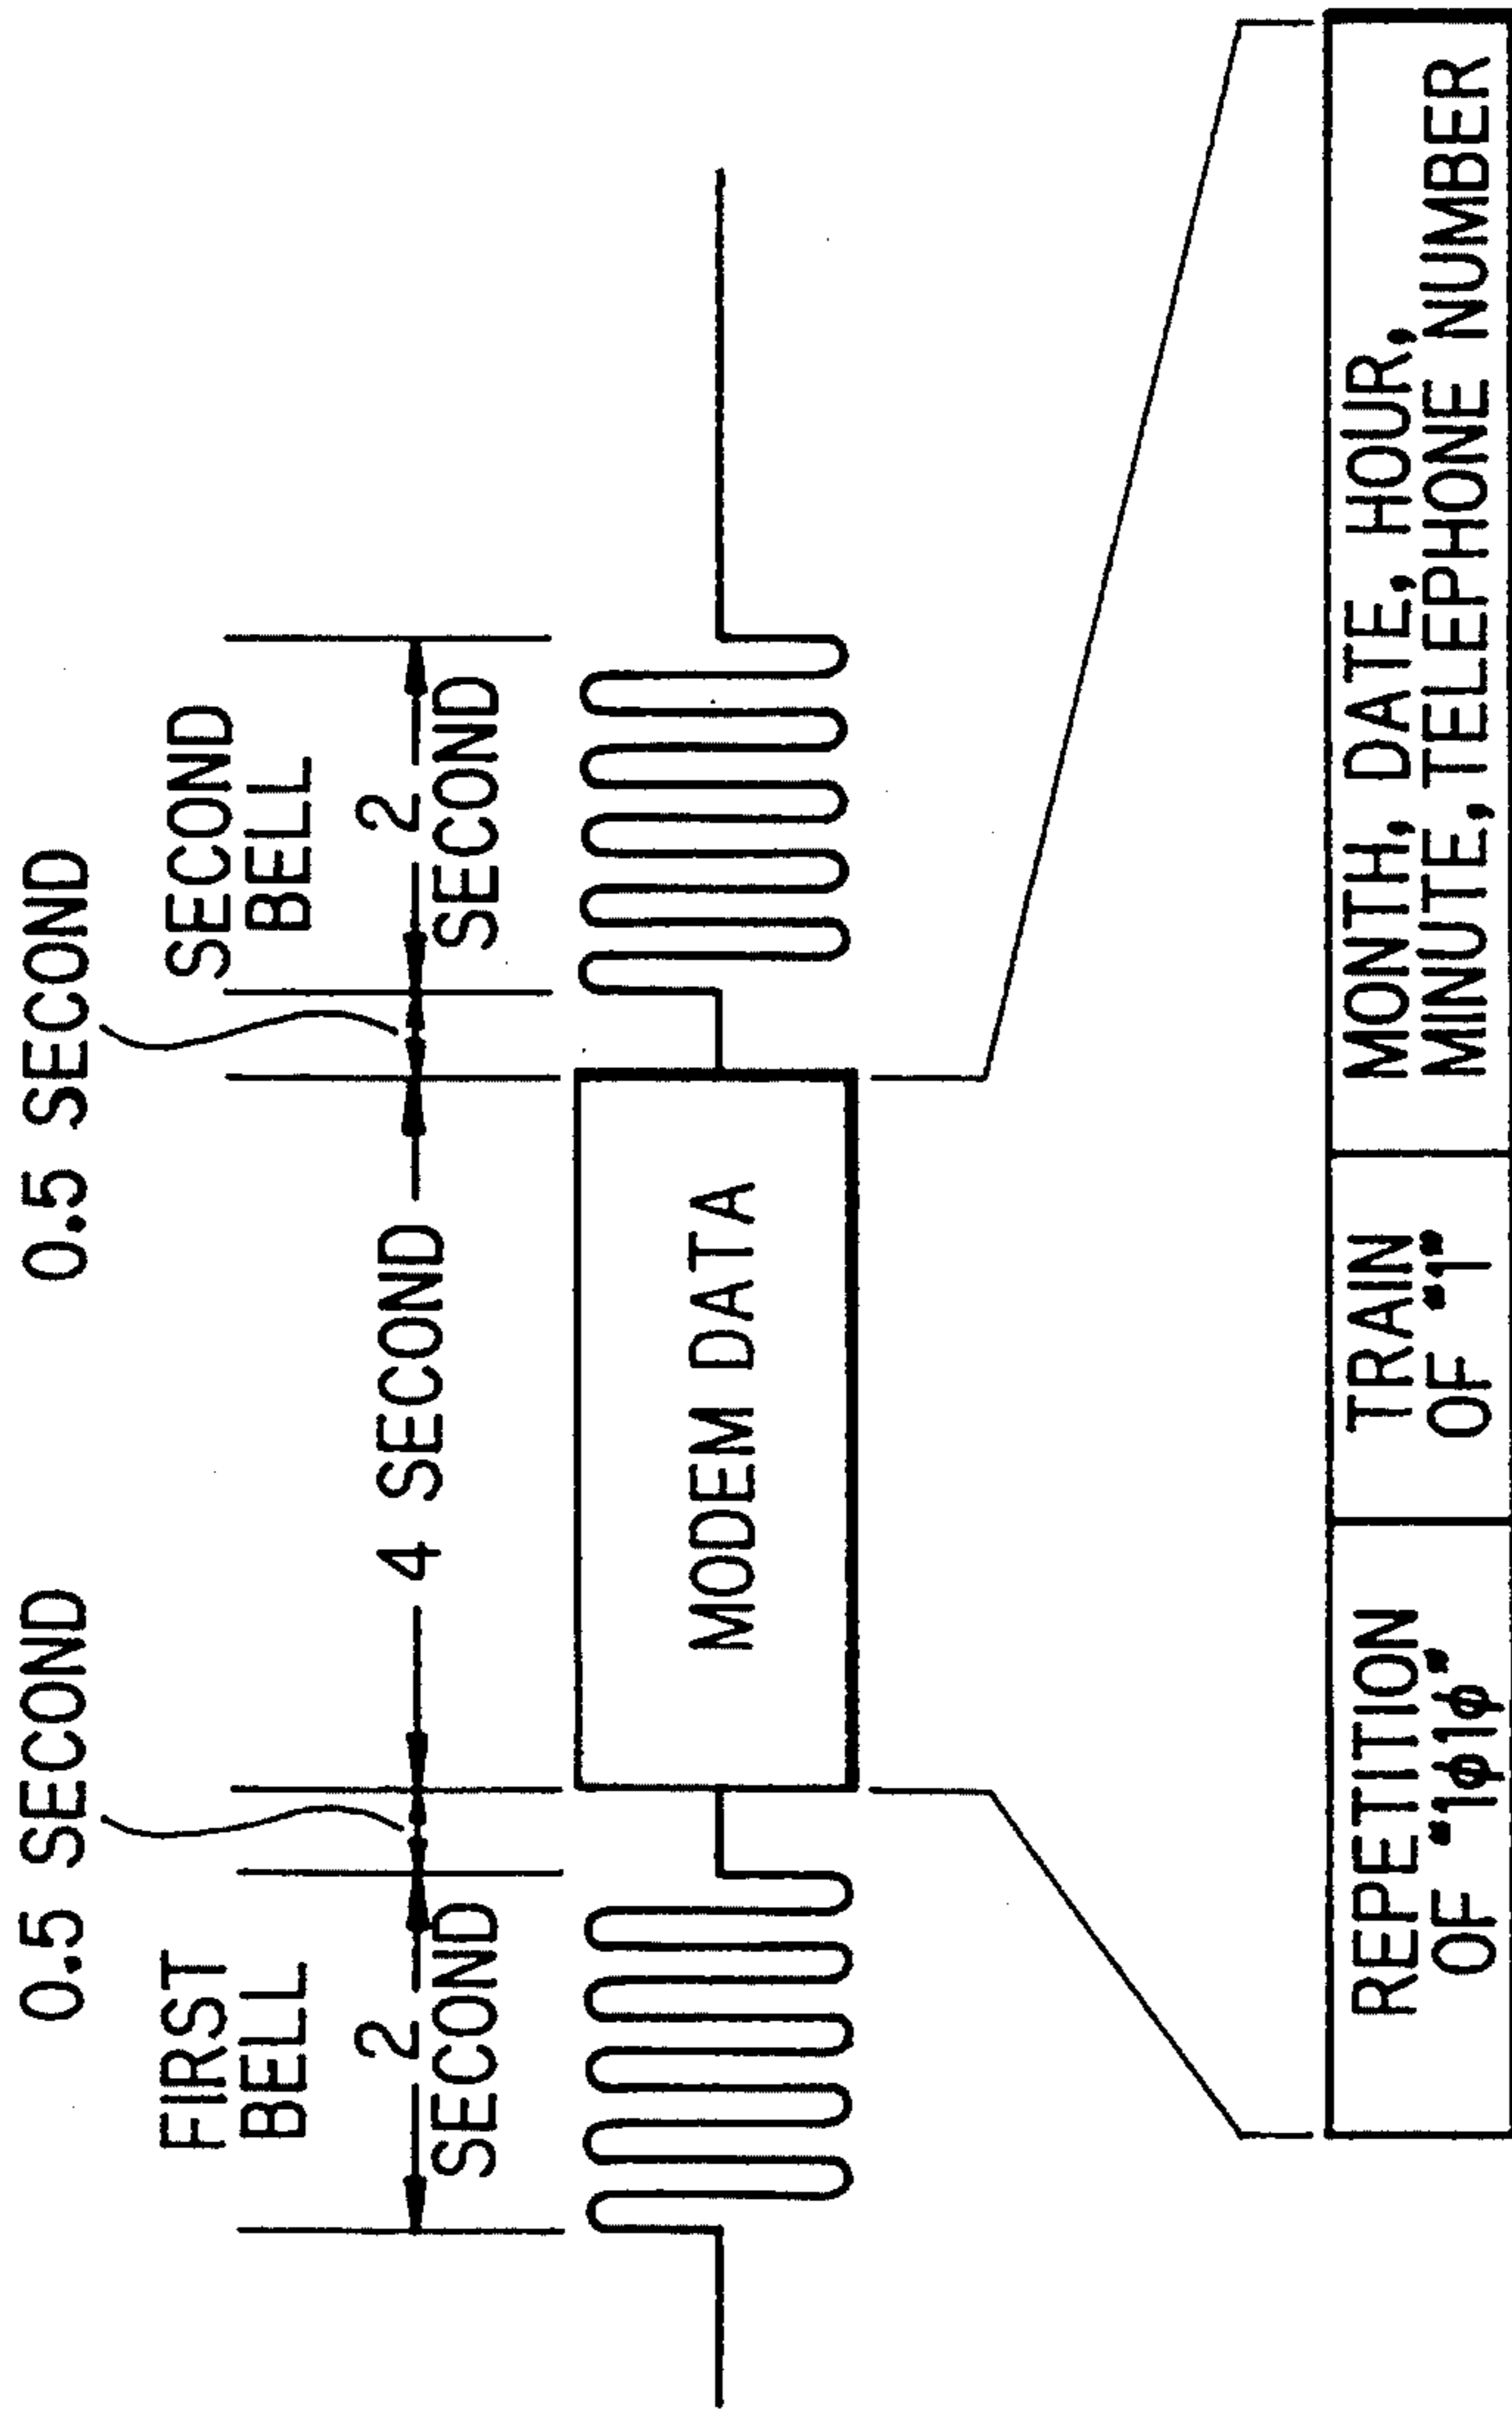 0.5 SECOND
0.5 SECOND
FIRST
BELL
SECOND
BELL
2
SECOND
4 SECOND
2
SECOND
MODEM DATA
REPETITION
OF "1ϕ1ϕ"
TRAIN
OF "1"
MONTH, DATE, HOUR,
MINUTE, TELEPHONE NUMBER